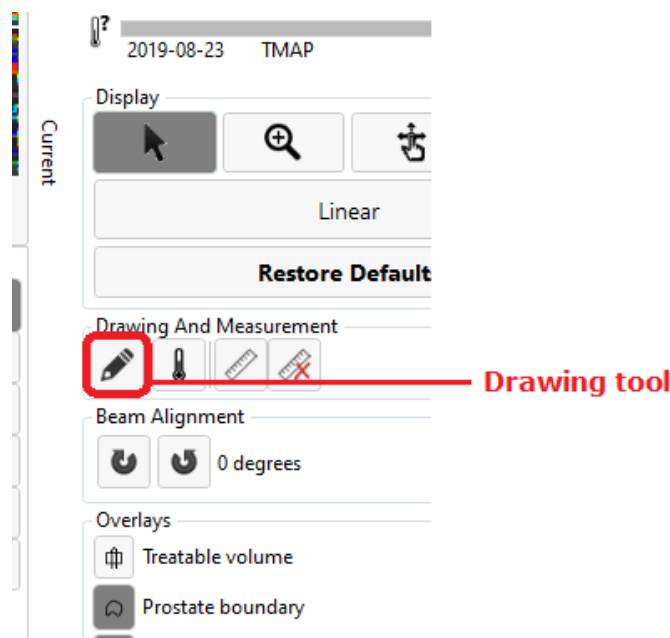 2019-08-23 TMAP
Display
Current
Linear
Restore Default
Drawing And Measurement
Drawing tool
Beam Alignment
0 degrees
Overlays
Treatable volume
Prostate boundary